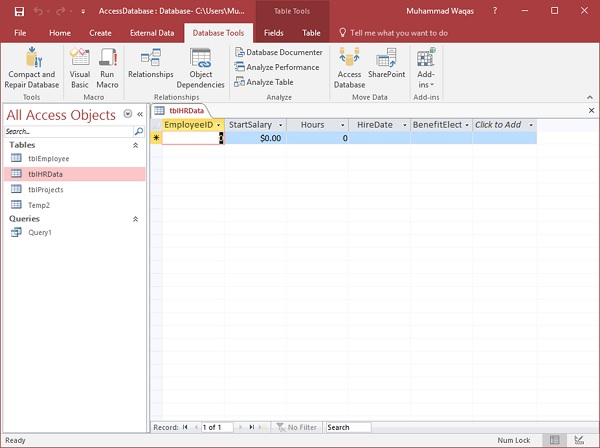 AccessDatabase : Database- C:\Users\Mu... Table Tools Muhammad Waqas ?
File Home Create External Data Database Tools Fields Table Tell me what you want to do
Compact and Repair Database
Visual Basic
Run Macro
Relationships
Object Dependencies
Database Documenter
Analyze Performance
Analyze Table
Access Database
SharePoint
Add-ins
Tools Macro Relationships Analyze Move Data Add-ins
All Access Objects
Search...
Tables
tblEmployee
tblHRData
tblProjects
Temp2
Queries
Query1
tblHRData
EmployeeID StartSalary Hours HireDate BenefitElect Click to Add
0 $0.00 0
Record: 1 of 1 No Filter Search
Ready Num Lock